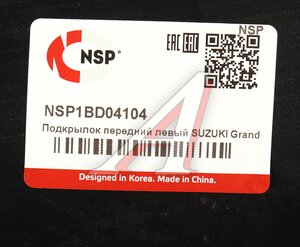 NSP
EAC EAC
NSP
NSP1BD04104
Подкрылок передний левый SUZUKI Grand
Designed in Korea. Made in China.